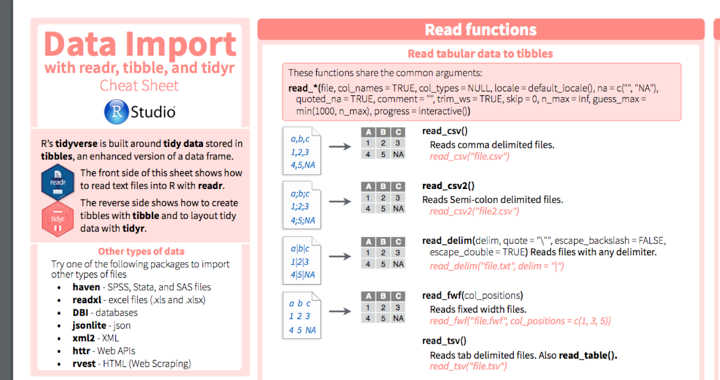 Data Import
with readr, tibble, and tidyr
Cheat Sheet
R Studio
R's tidyverse is built around tidy data stored in
tibbles, an enhanced version of a data frame.
readr
The front side of this sheet shows how
to read text files into R with readr.
tidyr
The reverse side shows how to create
tibbles with tibble and to layout tidy
data with tidyr.
Other types of data
Try one of the following packages to import
other types of files
• haven - SPSS, Stata, and SAS files
• readxl - excel files (.xls and .xlsx)
• DBI - databases
• jsonlite - json
• xml2 - XML
• httr - Web APIs
• rvest - HTML (Web Scraping)
Read functions
Read tabular data to tibbles
These functions share the common arguments:
read_*(file, col_names = TRUE, col_types = NULL, locale = default_locale(), na = c("", "NA"),
quoted_na = TRUE, comment = "", trim_ws = TRUE, skip = 0, n_max = Inf, guess_max =
min(1000, n_max), progress = interactive())
a,b,c
1,2,3
4,5,NA
A B C
1 2 3
4 5 NA
read_csv()
Reads comma delimited files.
read_csv("file.csv")
a;b;c
1;2;3
4;5;NA
A B C
1 2 3
4 5 NA
read_csv2()
Reads Semi-colon delimited files.
read_csv2("file2.csv")
a|b|c
1|2|3
4|5|NA
A B C
1 2 3
4 5 NA
read_delim(delim, quote = "\"", escape_backslash = FALSE,
escape_double = TRUE) Reads files with any delimiter.
read_delim("file.txt", delim = "|")
a b c
1 2 3
4 5 NA
A B C
1 2 3
4 5 NA
read_fwf(col_positions)
Reads fixed width files.
read_fwf("file.fwf", col_positions = c(1, 3, 5))
read_tsv()
Reads tab delimited files. Also read_table().
read_tsv("file.tsv")